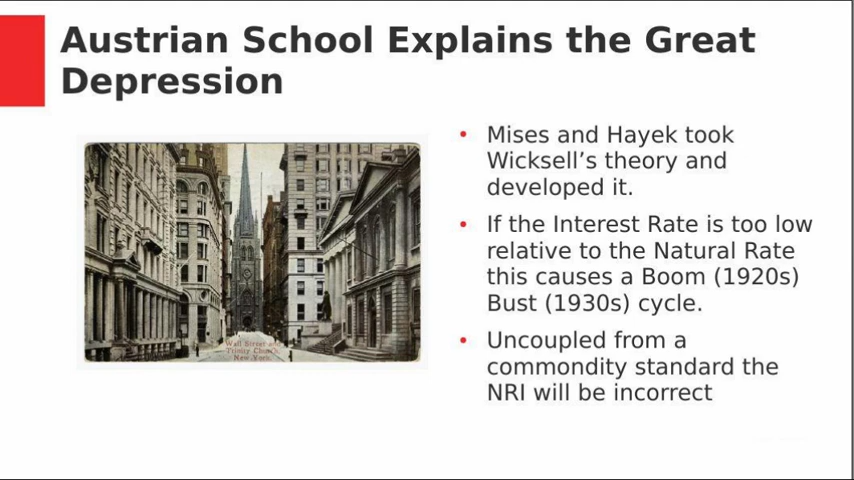 Austrian School Explains the Great
Depression
Wall Street and
Trinity Church,
New York.
• Mises and Hayek took
Wicksell’s theory and
developed it.
• If the Interest Rate is too low
relative to the Natural Rate
this causes a Boom (1920s)
Bust (1930s) cycle.
• Uncoupled from a
commondity standard the
NRI will be incorrect